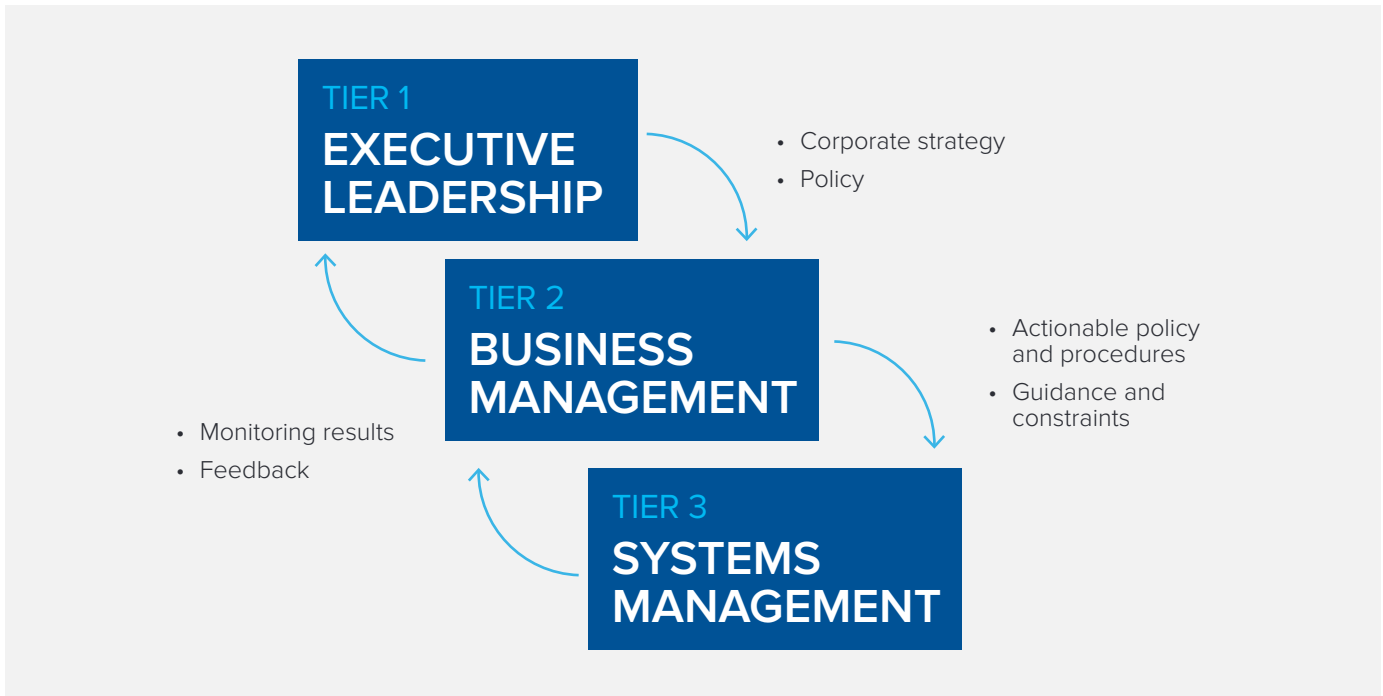 TIER 1
EXECUTIVE
LEADERSHIP
• Corporate strategy
• Policy
TIER 2
BUSINESS
MANAGEMENT
• Actionable policy
and procedures
• Guidance and
constraints
• Monitoring results
• Feedback
TIER 3
SYSTEMS
MANAGEMENT